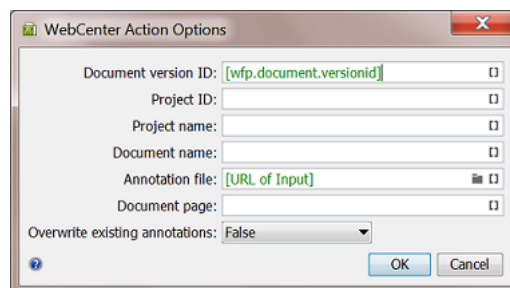 WebCenter Action Options
Document version ID: [wfp.document.versionid]
Project ID:
Project name:
Document name:
Annotation file: [URL of Input]
Document page:
Overwrite existing annotations: False
OK Cancel